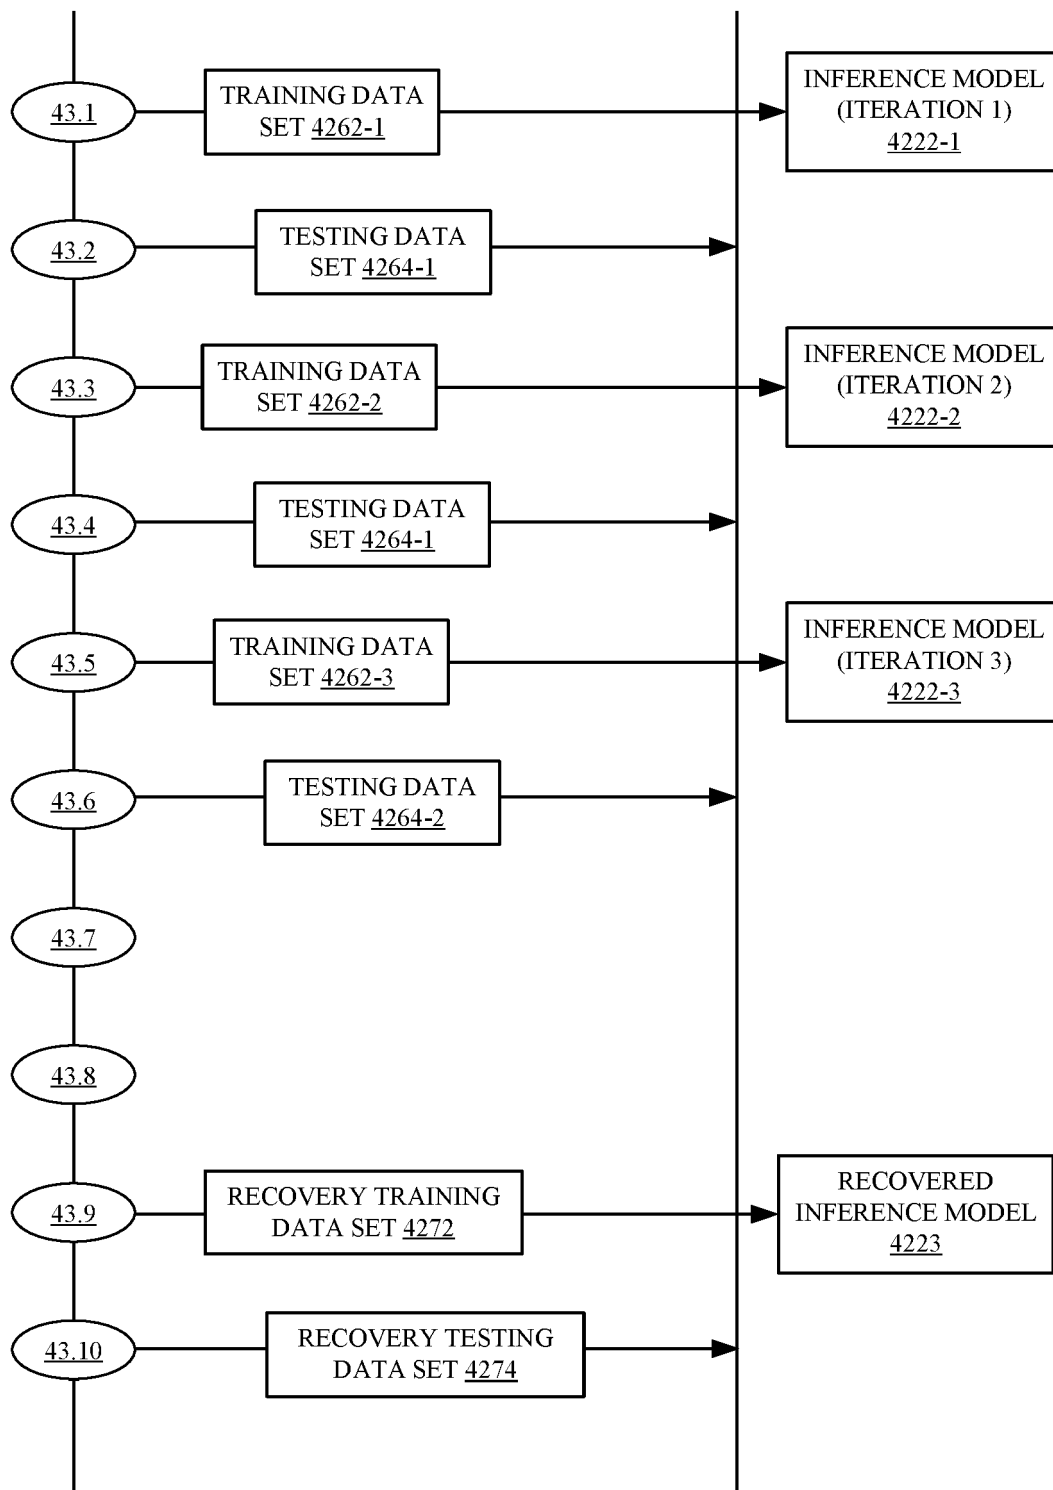 43.1
TRAINING DATA
SET 4262-1
INFERENCE MODEL
(ITERATION 1)
4222-1
43.2
TESTING DATA
SET 4264-1
43.3
TRAINING DATA
SET 4262-2
INFERENCE MODEL
(ITERATION 2)
4222-2
43.4
TESTING DATA
SET 4264-1
43.5
TRAINING DATA
SET 4262-3
INFERENCE MODEL
(ITERATION 3)
4222-3
43.6
TESTING DATA
SET 4264-2
43.7
43.8
43.9
RECOVERY TRAINING
DATA SET 4272
RECOVERED
INFERENCE MODEL
4223
43.10
RECOVERY TESTING
DATA SET 4274